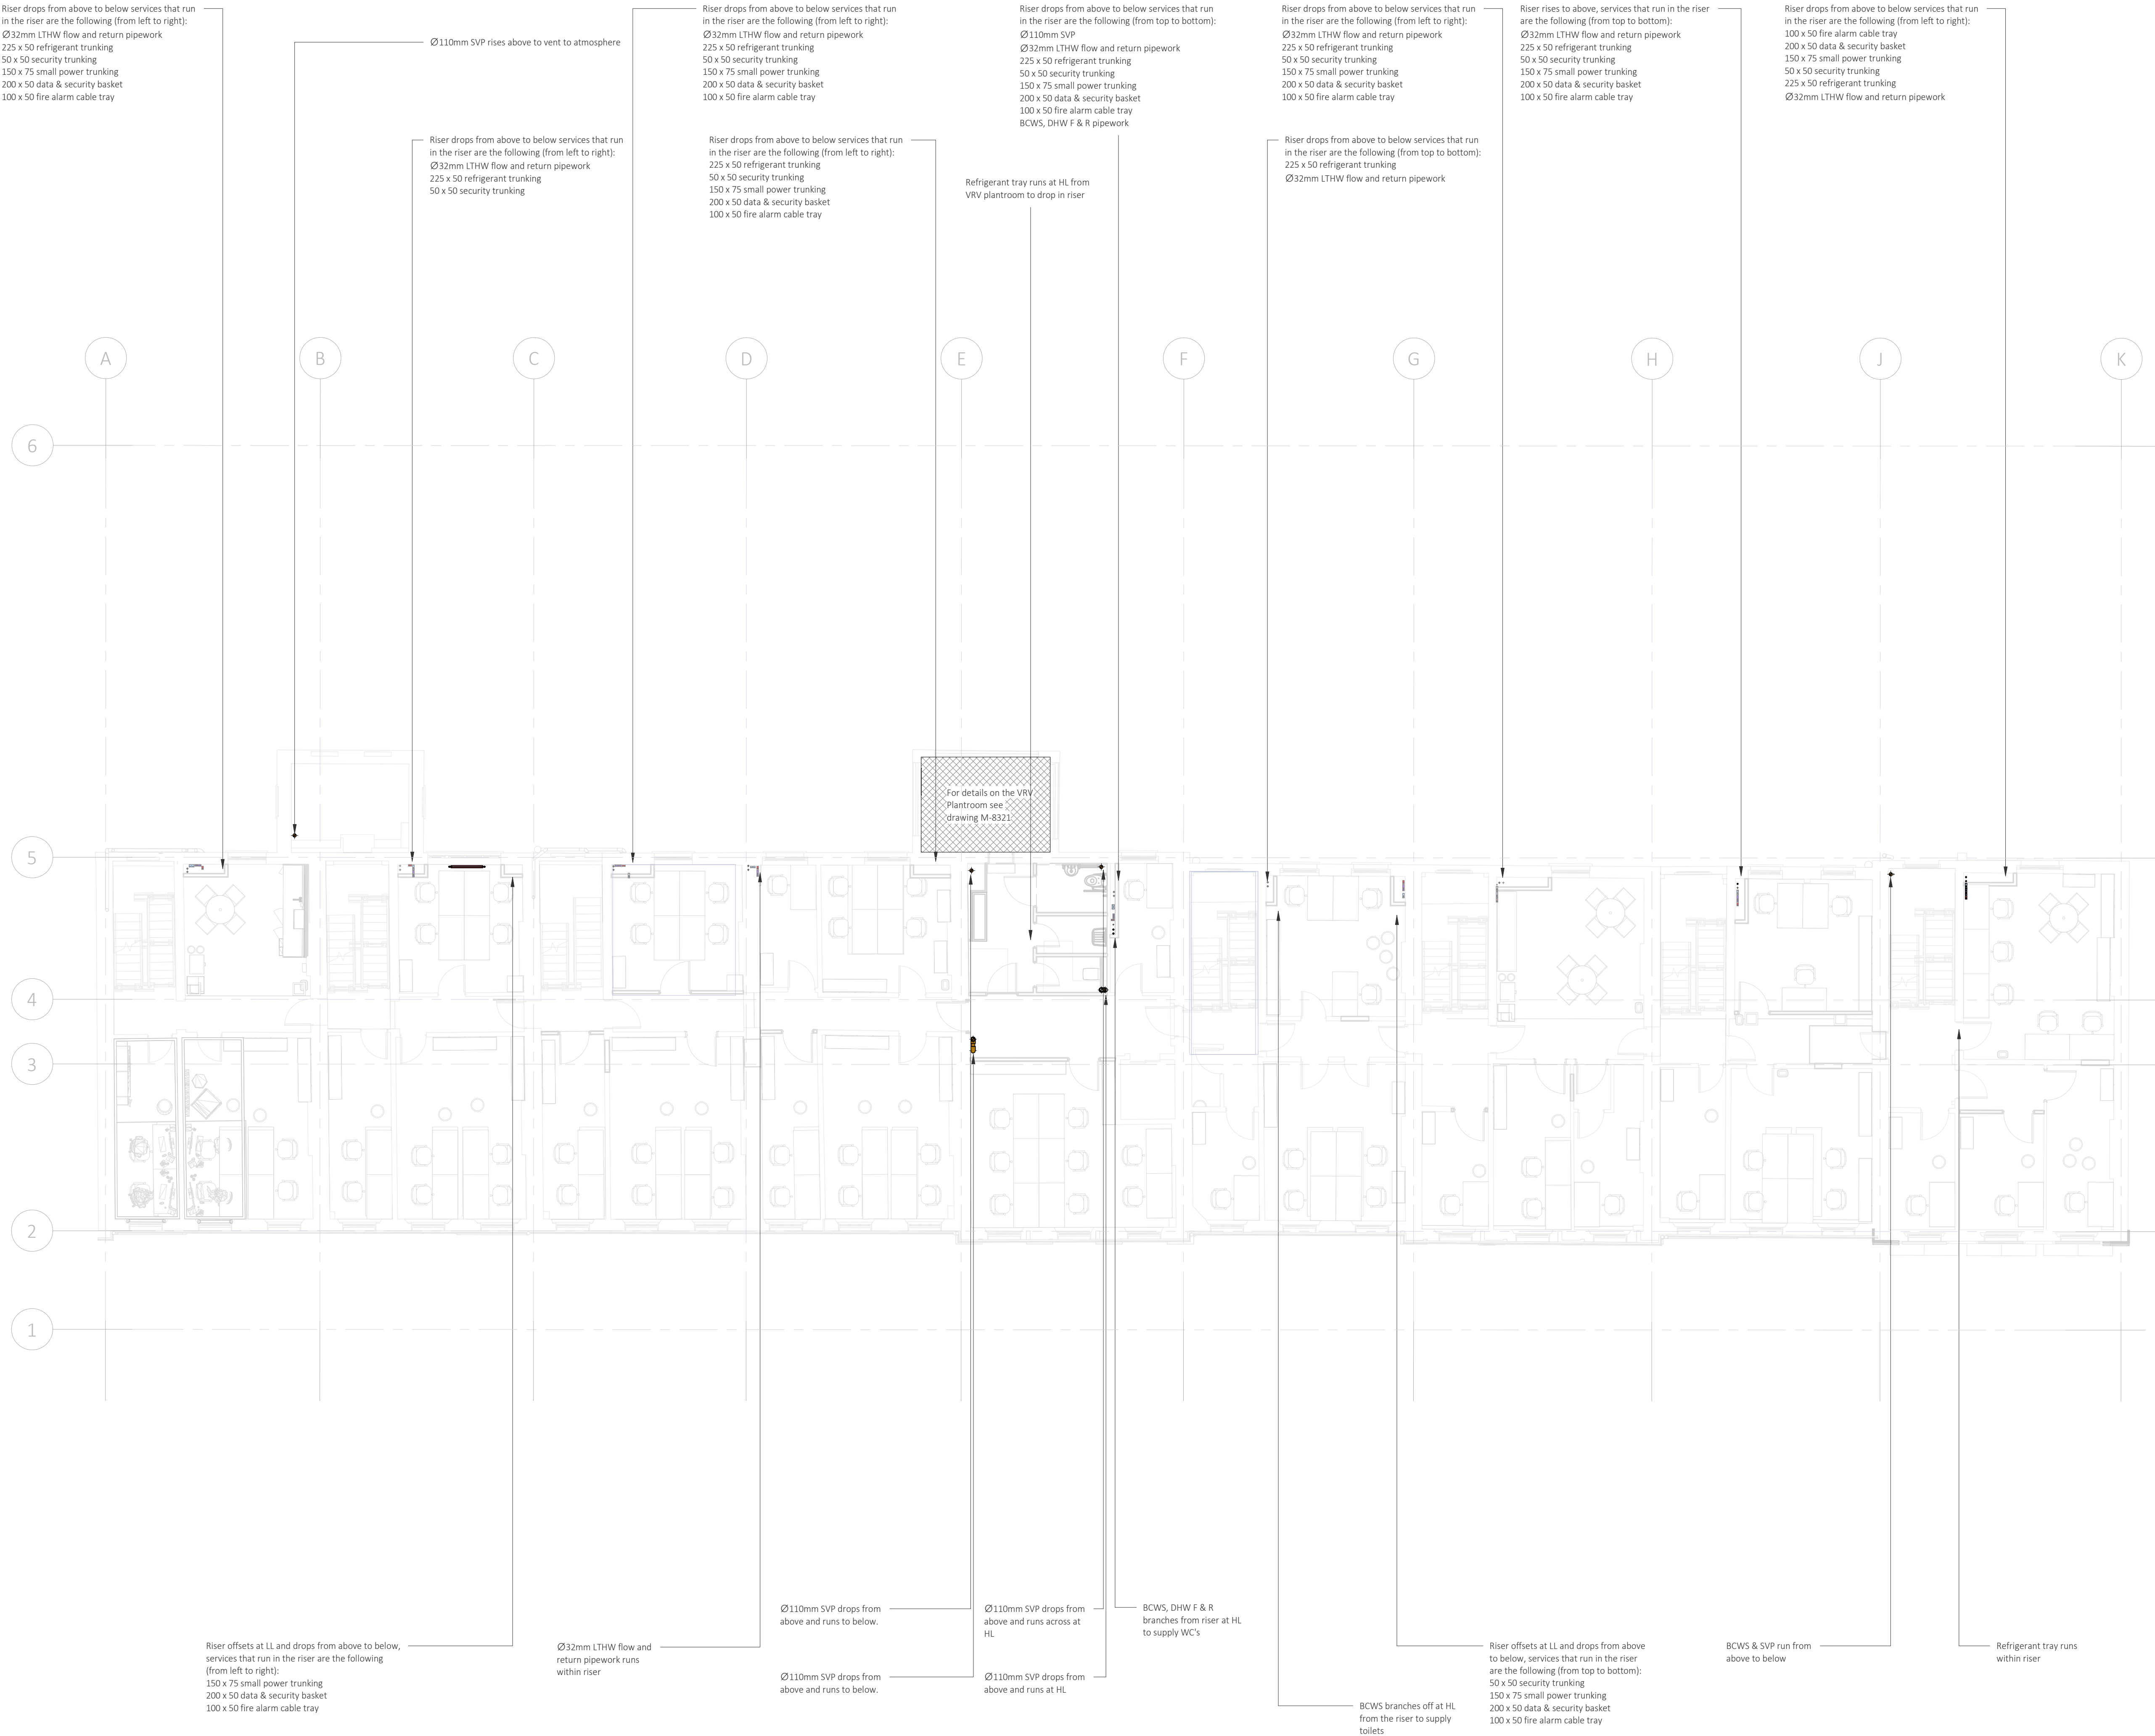 Riser drops from above to below services that run
in the riser are the following (from left to right):
Ø32mm LTHW flow and return pipework
225 x 50 refrigerant trunking
50 x 50 security trunking
150 x 75 small power trunking
200 x 50 data & security basket
100 x 50 fire alarm cable tray
Ø110mm SVP rises above to vent to atmosphere
Riser drops from above to below services that run
in the riser are the following (from left to right):
Ø32mm LTHW flow and return pipework
225 x 50 refrigerant trunking
50 x 50 security trunking
150 x 75 small power trunking
200 x 50 data & security basket
100 x 50 fire alarm cable tray
Riser drops from above to below services that run
in the riser are the following (from top to bottom):
Ø110mm SVP
Ø32mm LTHW flow and return pipework
225 x 50 refrigerant trunking
50 x 50 security trunking
150 x 75 small power trunking
200 x 50 data & security basket
100 x 50 fire alarm cable tray
BCWS, DHW F & R pipework
Riser drops from above to below services that run
in the riser are the following (from left to right):
Ø32mm LTHW flow and return pipework
225 x 50 refrigerant trunking
50 x 50 security trunking
150 x 75 small power trunking
200 x 50 data & security basket
100 x 50 fire alarm cable tray
Riser rises to above, services that run in the riser
are the following (from top to bottom):
Ø32mm LTHW flow and return pipework
225 x 50 refrigerant trunking
50 x 50 security trunking
150 x 75 small power trunking
200 x 50 data & security basket
100 x 50 fire alarm cable tray
Riser drops from above to below services that run
in the riser are the following (from left to right):
100 x 50 fire alarm cable tray
200 x 50 data & security basket
150 x 75 small power trunking
50 x 50 security trunking
225 x 50 refrigerant trunking
Ø32mm LTHW flow and return pipework
Riser drops from above to below services that run
in the riser are the following (from left to right):
Ø32mm LTHW flow and return pipework
225 x 50 refrigerant trunking
50 x 50 security trunking
Riser drops from above to below services that run
in the riser are the following (from left to right):
225 x 50 refrigerant trunking
50 x 50 security trunking
150 x 75 small power trunking
200 x 50 data & security basket
100 x 50 fire alarm cable tray
Refrigerant tray runs at HL from
VRV plantroom to drop in riser
Riser drops from above to below services that run
in the riser are the following (from top to bottom):
225 x 50 refrigerant trunking
Ø32mm LTHW flow and return pipework
A
B
C
D
E
F
G
H
J
K
6
For details on the VRV
Plantroom see
drawing M-8321
5
4
3
2
1
Ø110mm SVP drops from
above and runs to below.
Ø110mm SVP drops from
above and runs across at
HL
BCWS, DHW F & R
branches from riser at HL
to supply WC's
Riser offsets at LL and drops from above to below,
services that run in the riser are the following
(from left to right):
150 x 75 small power trunking
200 x 50 data & security basket
100 x 50 fire alarm cable tray
Ø32mm LTHW flow and
return pipework runs
within riser
Ø110mm SVP drops from
above and runs to below.
Ø110mm SVP drops from
above and runs at HL
BCWS branches off at HL
from the riser to supply
toilets
Riser offsets at LL and drops from above
to below, services that run in the riser
are the following (from top to bottom):
50 x 50 security trunking
150 x 75 small power trunking
200 x 50 data & security basket
100 x 50 fire alarm cable tray
BCWS & SVP run from
above to below
Refrigerant tray runs
within riser